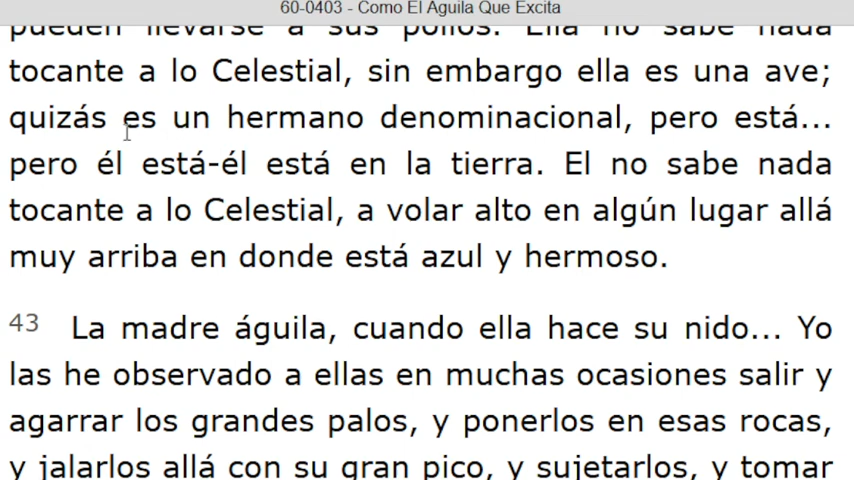 60-0403 - Como El Aguila Que Excita
pueden llevarse a sus pollos. Ella no sabe nada
tocante a lo Celestial, sin embargo ella es una ave;
quizás es un hermano denominacional, pero está...
pero él está-él está en la tierra. El no sabe nada
tocante a lo Celestial, a volar alto en algún lugar allá
muy arriba en donde está azul y hermoso.
43 La madre águila, cuando ella hace su nido... Yo
las he observado a ellas en muchas ocasiones salir y
agarrar los grandes palos, y ponerlos en esas rocas,
y jalarlos allá con su gran pico, y sujetarlos, y tomar